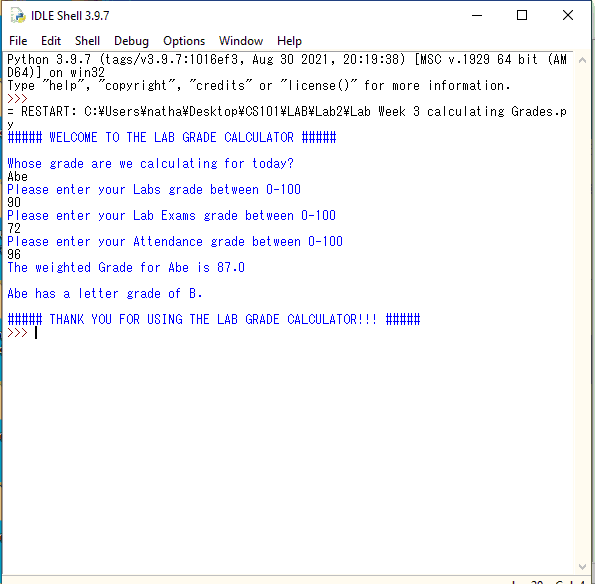 IDLE Shell 3.9.7
File Edit Shell Debug Options Window Help
Python 3.9.7 (tags/v3.9.7:1016ef3, Aug 30 2021, 20:19:38) [MSC v.1929 64 bit (AM
D64)] on win32
Type "help", "copyright", "credits" or "license()" for more information.
>>>
= RESTART: C:¥Users¥natha¥Desktop¥CS101¥LAB¥Lab2¥Lab Week 3 calculating Grades.p
y
##### WELCOME TO THE LAB GRADE CALCULATOR #####
Whose grade are we calculating for today?
Abe
Please enter your Labs grade between 0-100
90
Please enter your Lab Exams grade between 0-100
72
Please enter your Attendance grade between 0-100
96
The weighted Grade for Abe is 87.0
Abe has a letter grade of B.
##### THANK YOU FOR USING THE LAB GRADE CALCULATOR!!! #####
>>>